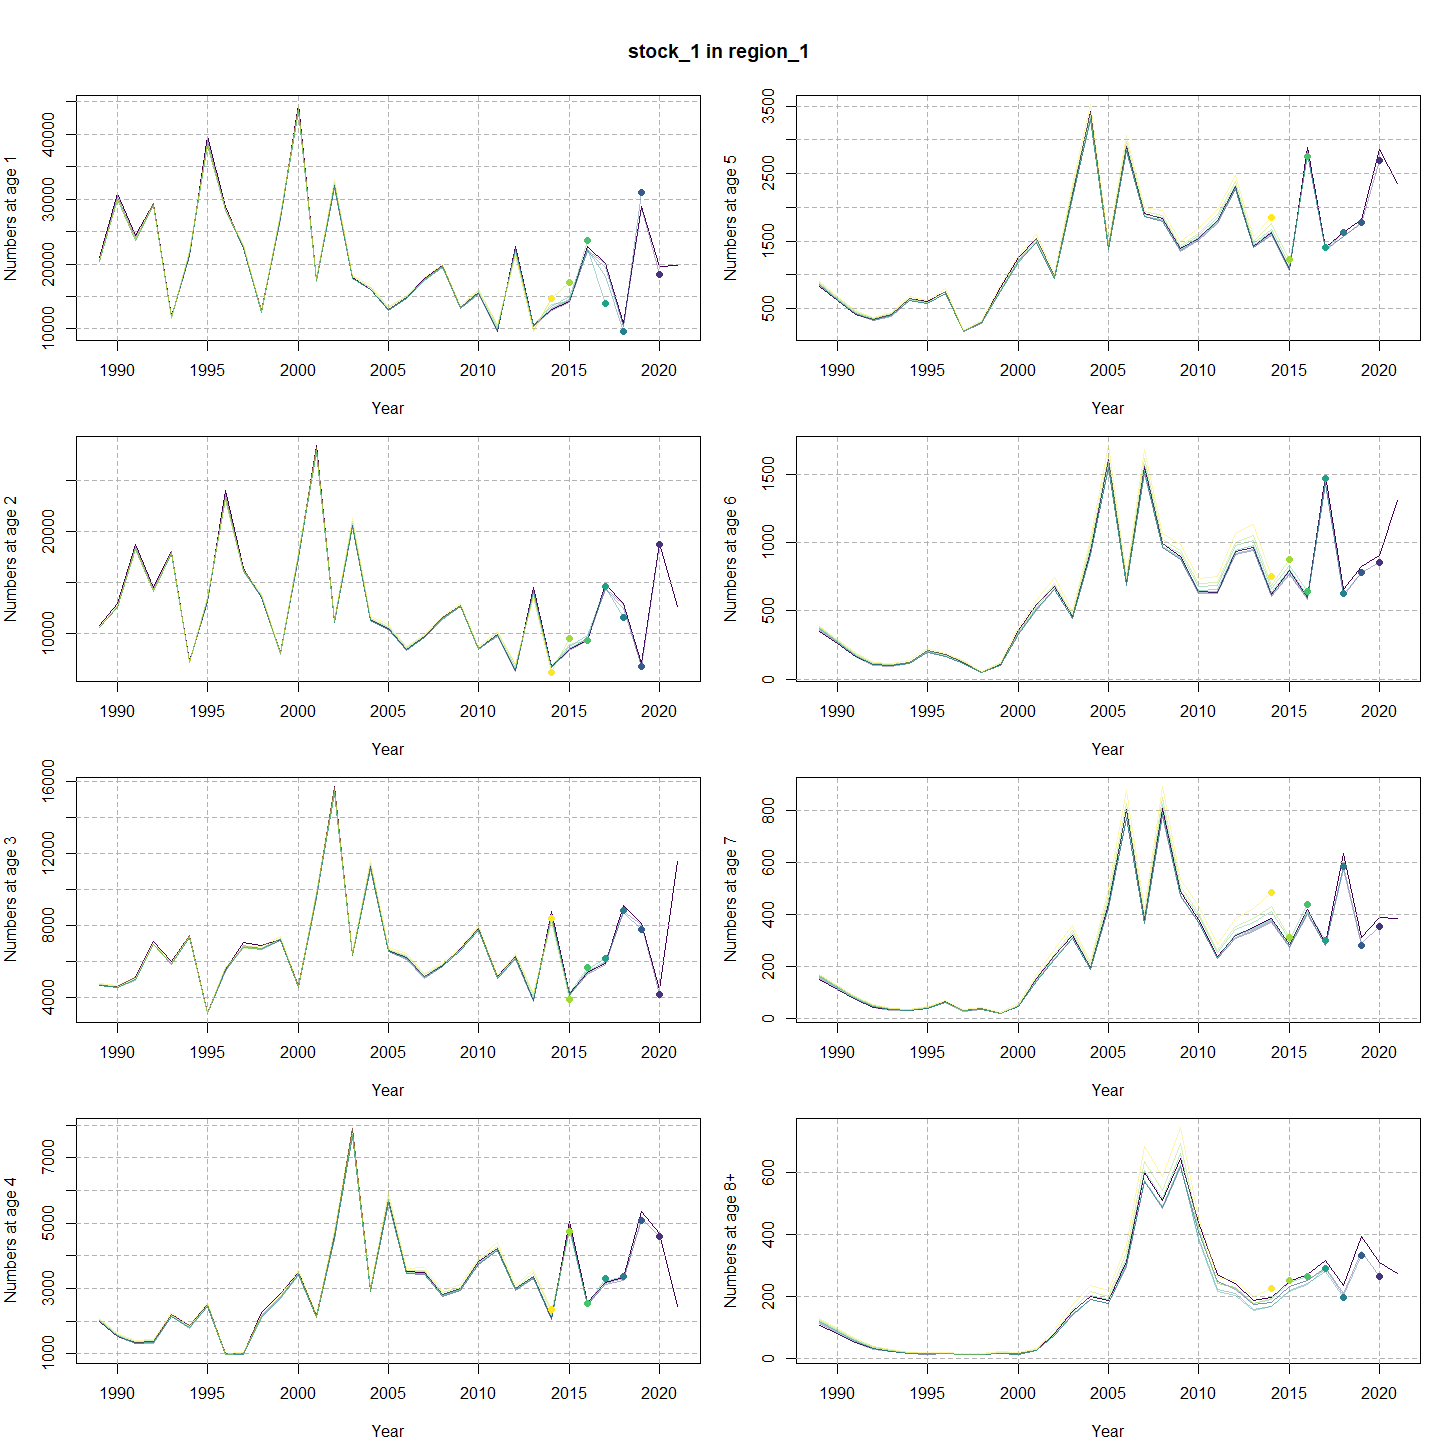 stock_1 in region_1
Numbers at age 1
10000 20000 30000 40000
1990 1995 2000 2005 2010 2015 2020
Year
Numbers at age 5
500 1500 2500 3500
1990 1995 2000 2005 2010 2015 2020
Year
Numbers at age 2
10000 20000
1990 1995 2000 2005 2010 2015 2020
Year
Numbers at age 6
0 500 1000 1500
1990 1995 2000 2005 2010 2015 2020
Year
Numbers at age 3
4000 8000 12000 16000
1990 1995 2000 2005 2010 2015 2020
Year
Numbers at age 7
0 200 400 600 800
1990 1995 2000 2005 2010 2015 2020
Year
Numbers at age 4
1000 3000 5000 7000
1990 1995 2000 2005 2010 2015 2020
Year
Numbers at age 8+
0 200 400 600
1990 1995 2000 2005 2010 2015 2020
Year